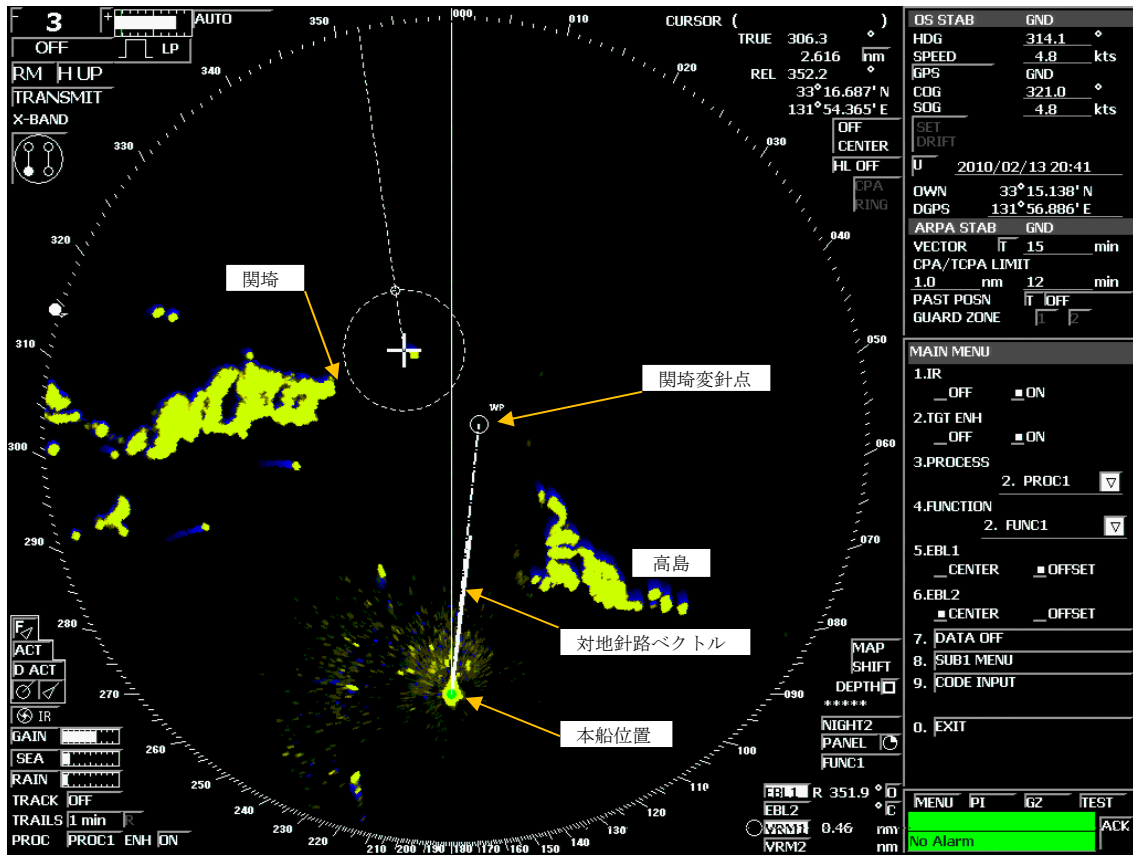 - 3 +
AUTO
OFF LP
RM H UP
TRANSMIT
X-BAND
350 000 010
340 020
330 030
320 040
310 050
300 060
290 070
280 080
270 090
260 100
250 110
240 120
230 220 210 200 190 180 170 160 150 140 130
CURSOR ( )
TRUE 306.3 °
2.616 nm
REL 352.2 °
33°16.687' N
131°54.365' E
OFF
CENTER
HL OFF
CPA
RING
関埼
関埼変針点
WP
高島
対地針路ベクトル
本船位置
F
ACT
D ACT
IR
GAIN
SEA
RAIN
TRACK OFF
TRAILS 1 min R
PROC PROC1 ENH ON
MAP
SHIFT
DEPTH
*****
NIGHT2
PANEL
FUNC1
EBL1 R 351.9 ° O
EBL2 ° C
VRM1 0.46 nm
VRM2 nm
OS STAB GND
HDG 314.1 °
SPEED 4.8 kts
GPS GND
COG 321.0 °
SOG 4.8 kts
SET
DRIFT
U 2010/02/13 20:41
OWN 33°15.138' N
DGPS 131°56.886' E
ARPA STAB GND
VECTOR T 15 min
CPA/TCPA LIMIT
1.0 nm 12 min
PAST POSN T OFF
GUARD ZONE 1 2
MAIN MENU
1.IR
OFF ON
2.TGT ENH
OFF ON
3.PROCESS
2. PROC1
4.FUNCTION
2. FUNC1
5.EBL1
CENTER OFFSET
6.EBL2
CENTER OFFSET
7. DATA OFF
8. SUB1 MENU
9. CODE INPUT
0. EXIT
MENU PI GZ TEST
ACK
No Alarm